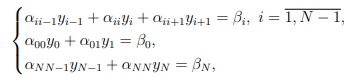 α_{ii−1}y_{i−1} + α_{ii}y_i + α_{ii+1}y_{i+1} = β_i, i = \overline{1, N − 1},
α_{00}y_0 + α_{01}y_1 = β_0,
α_{NN−1}y_{N−1} + α_{NN}y_N = β_N,